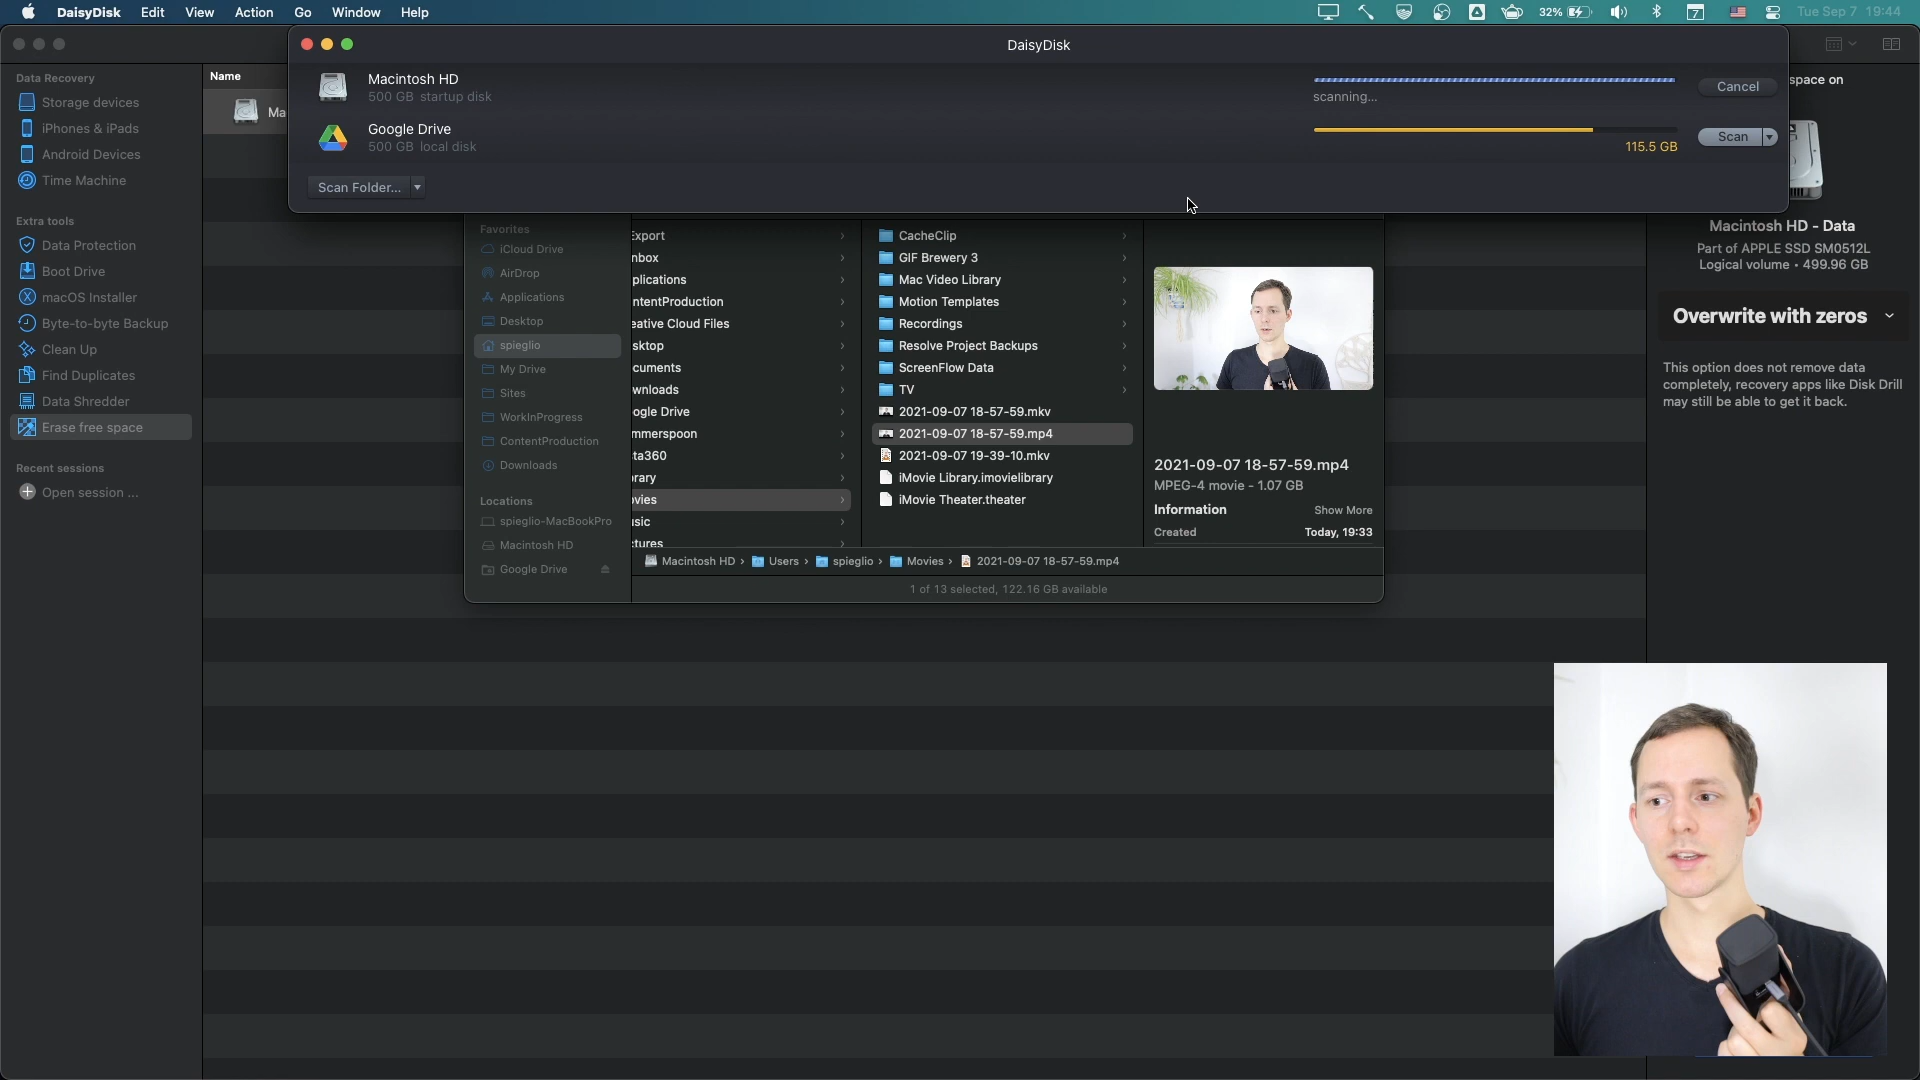 DaisyDisk Edit View Action Go Window Help
32% 7 Tue Sep 7 19:44
DaisyDisk
Macintosh HD
500 GB startup disk
scanning...
Cancel
Google Drive
500 GB local disk
115.5 GB
Scan
Scan Folder...
Data Recovery
Storage devices
iPhones & iPads
Android Devices
Time Machine
Extra tools
Data Protection
Boot Drive
macOS Installer
Byte-to-byte Backup
Clean Up
Find Duplicates
Data Shredder
Erase free space
Recent sessions
Open session ...
Name
Ma
Favorites
iCloud Drive
AirDrop
Applications
Desktop
spieglio
My Drive
Sites
WorkInProgress
ContentProduction
Downloads
Locations
spieglio-MacBookPro
Macintosh HD
Google Drive
Export
nbox
plications
ntentProduction
eative Cloud Files
sktop
cuments
wnloads
ogle Drive
mmerspoon
ta360
rary
ovies
usic
ctures
CacheClip
GIF Brewery 3
Mac Video Library
Motion Templates
Recordings
Resolve Project Backups
ScreenFlow Data
TV
2021-09-07 18-57-59.mkv
2021-09-07 18-57-59.mp4
2021-09-07 19-39-10.mkv
iMovie Library.imovielibrary
iMovie Theater.theater
2021-09-07 18-57-59.mp4
MPEG-4 movie - 1.07 GB
Information Show More
Created Today, 19:33
Macintosh HD › Users › spieglio › Movies › 2021-09-07 18-57-59.mp4
1 of 13 selected, 122.16 GB available
space on
Macintosh HD - Data
Part of APPLE SSD SM0512L
Logical volume • 499.96 GB
Overwrite with zeros
This option does not remove data
completely, recovery apps like Disk Drill
may still be able to get it back.